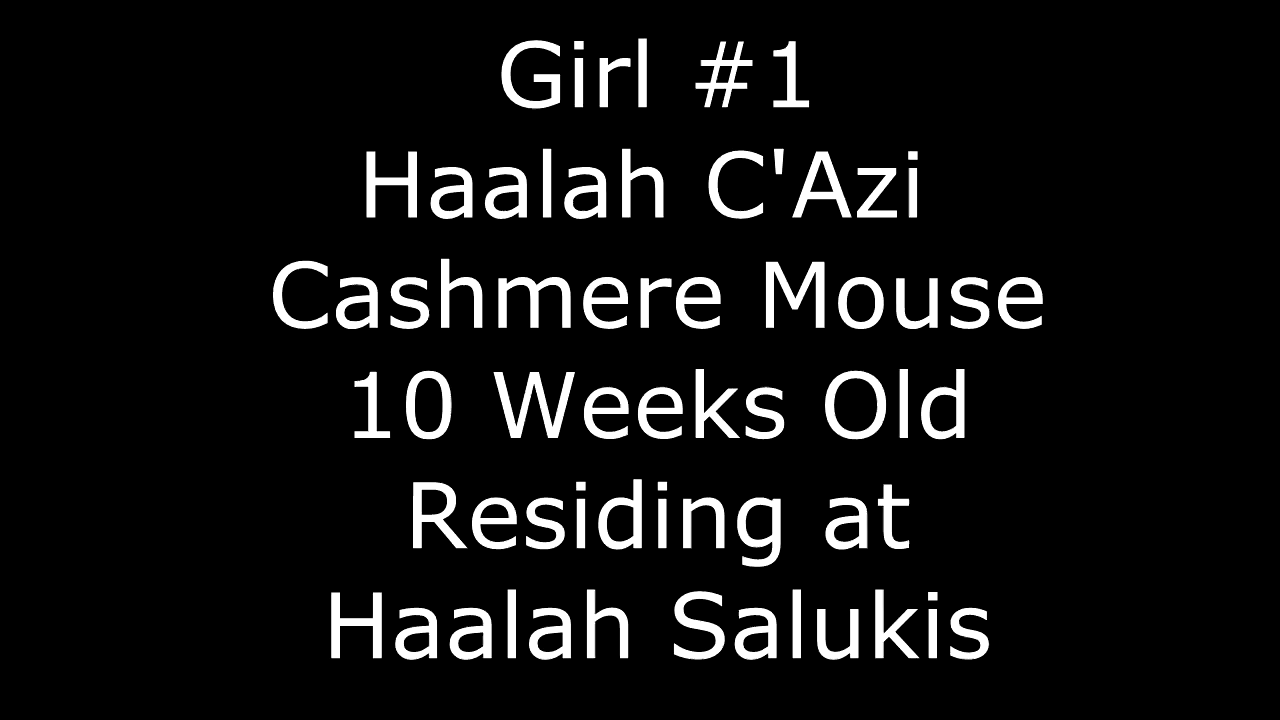 Girl #1
Haalah C'Azi
Cashmere Mouse
10 Weeks Old
Residing at
Haalah Salukis